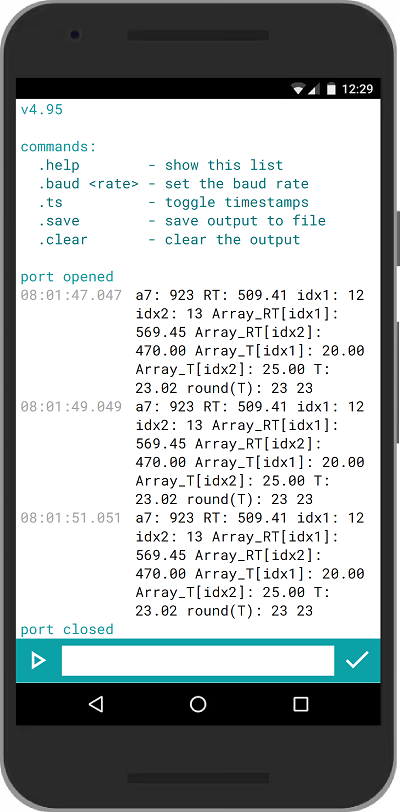 12:29
v4.95
commands:
.help - show this list
.baud <rate> - set the baud rate
.ts - toggle timestamps
.save - save output to file
.clear - clear the output
port opened
08:01:47.047 a7: 923 RT: 509.41 idx1: 12
idx2: 13 Array_RT[idx1]:
569.45 Array_RT[idx2]:
470.00 Array_T[idx1]: 20.00
Array_T[idx2]: 25.00 T:
23.02 round(T): 23 23
08:01:49.049 a7: 923 RT: 509.41 idx1: 12
idx2: 13 Array_RT[idx1]:
569.45 Array_RT[idx2]:
470.00 Array_T[idx1]: 20.00
Array_T[idx2]: 25.00 T:
23.02 round(T): 23 23
08:01:51.051 a7: 923 RT: 509.41 idx1: 12
idx2: 13 Array_RT[idx1]:
569.45 Array_RT[idx2]:
470.00 Array_T[idx1]: 20.00
Array_T[idx2]: 25.00 T:
23.02 round(T): 23 23
port closed